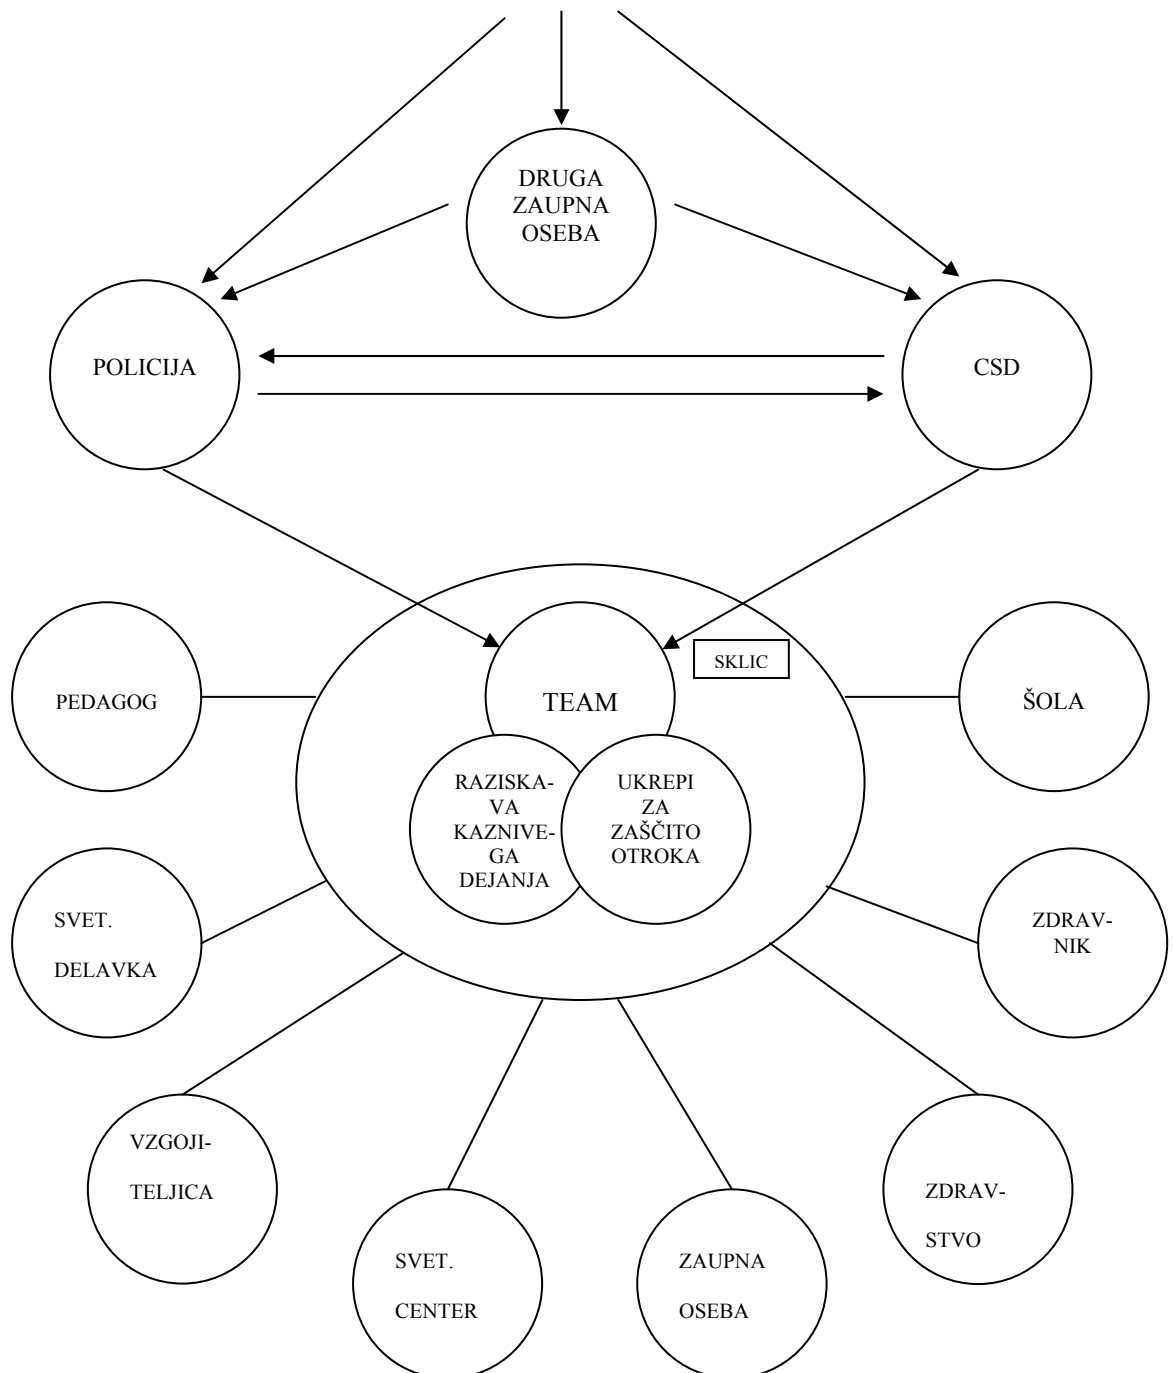 DRUGA
ZAUPNA
OSEBA
POLICIJA
CSD
SKLIC
TEAM
PEDAGOG
ŠOLA
RAZISKA-
VA
KAZNIVE-
GA
DEJANJA
UKREPI
ZA
ZAŠČITO
OTROKA
SVET.
DELAVKA
ZDRAV-
NIK
VZGOJI-
TELJICA
ZDRAV-
STVO
SVET.
CENTER
ZAUPNA
OSEBA